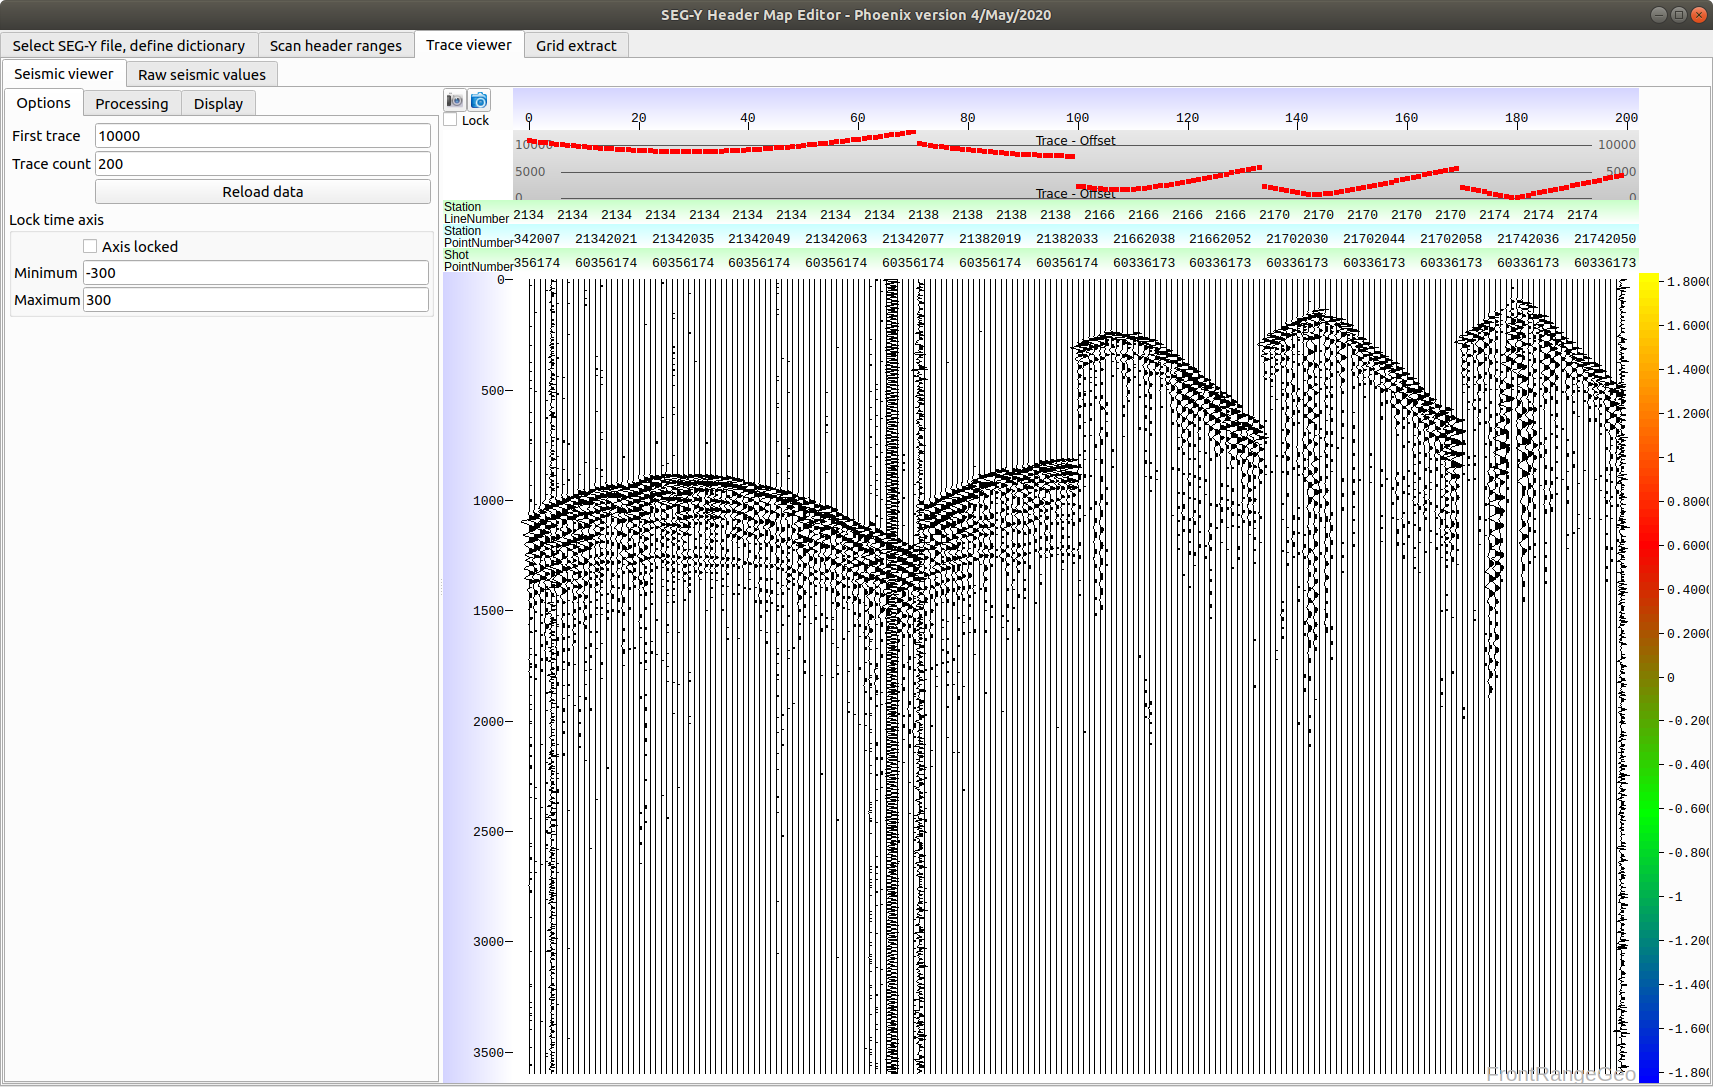 SEG-Y Header Map Editor - Phoenix version 4/May/2020
Select SEG-Y file, define dictionary Scan header ranges Trace viewer Grid extract
Seismic viewer Raw seismic values
Options Processing Display
First trace 10000
Trace count 200
Reload data
Lock time axis
Axis locked
Minimum -300
Maximum 300
Lock
0 20 40 60 80 100 120 140 160 180 200
10000 Trace - Offset 10000
5000 5000
0 Trace - Offset 0
Station
LineNumber 2134 2134 2134 2134 2134 2134 2134 2134 2134 2138 2138 2138 2138 2166 2166 2166 2166 2170 2170 2170 2170 2170 2174 2174 2174
Station
PointNumber 342007 21342021 21342035 21342049 21342063 21342077 21382019 21382033 21662038 21662052 21702030 21702044 21702058 21742036 21742050
Shot
PointNumber 356174 60356174 60356174 60356174 60356174 60356174 60356174 60356174 60336173 60336173 60336173 60336173 60336173 60336173 60336173
0
500
1000
1500
2000
2500
3000
3500
1.8000
1.6000
1.4000
1.2000
1
0.8000
0.6000
0.4000
0.2000
0
-0.200
-0.400
-0.600
-0.800
-1
-1.200
-1.400
-1.600
-1.800
FrontRangeGeo